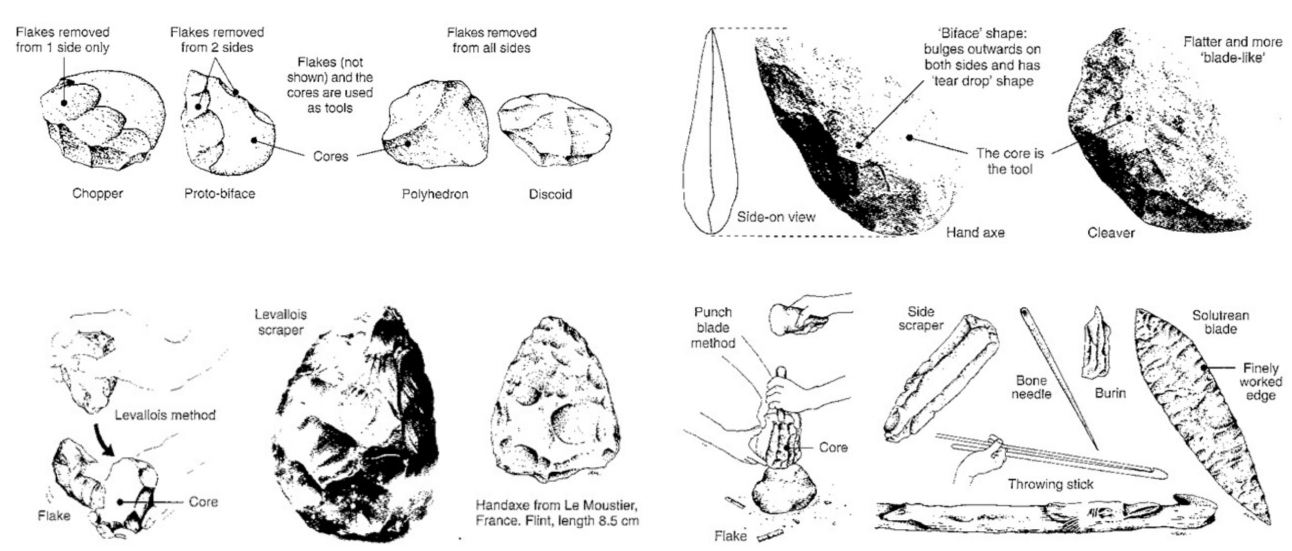 Flakes removed
from 1 side only
Flakes removed
from 2 sides
Flakes (not
shown) and the
cores are used
as tools
Flakes removed
from all sides
Cores
Chopper
Proto-biface
Polyhedron
Discoid
'Biface' shape:
bulges outwards on
both sides and has
'tear drop' shape
Flatter and more
'blade-like'
The core is
the tool
Side-on view
Hand axe
Cleaver
Levallois method
Flake
Core
Levallois
scraper
Handaxe from Le Moustier,
France. Flint, length 8.5 cm
Punch
blade
method
Core
Flake
Side
scraper
Bone
needle
Burin
Solutrean
blade
Finely
worked
edge
Throwing stick